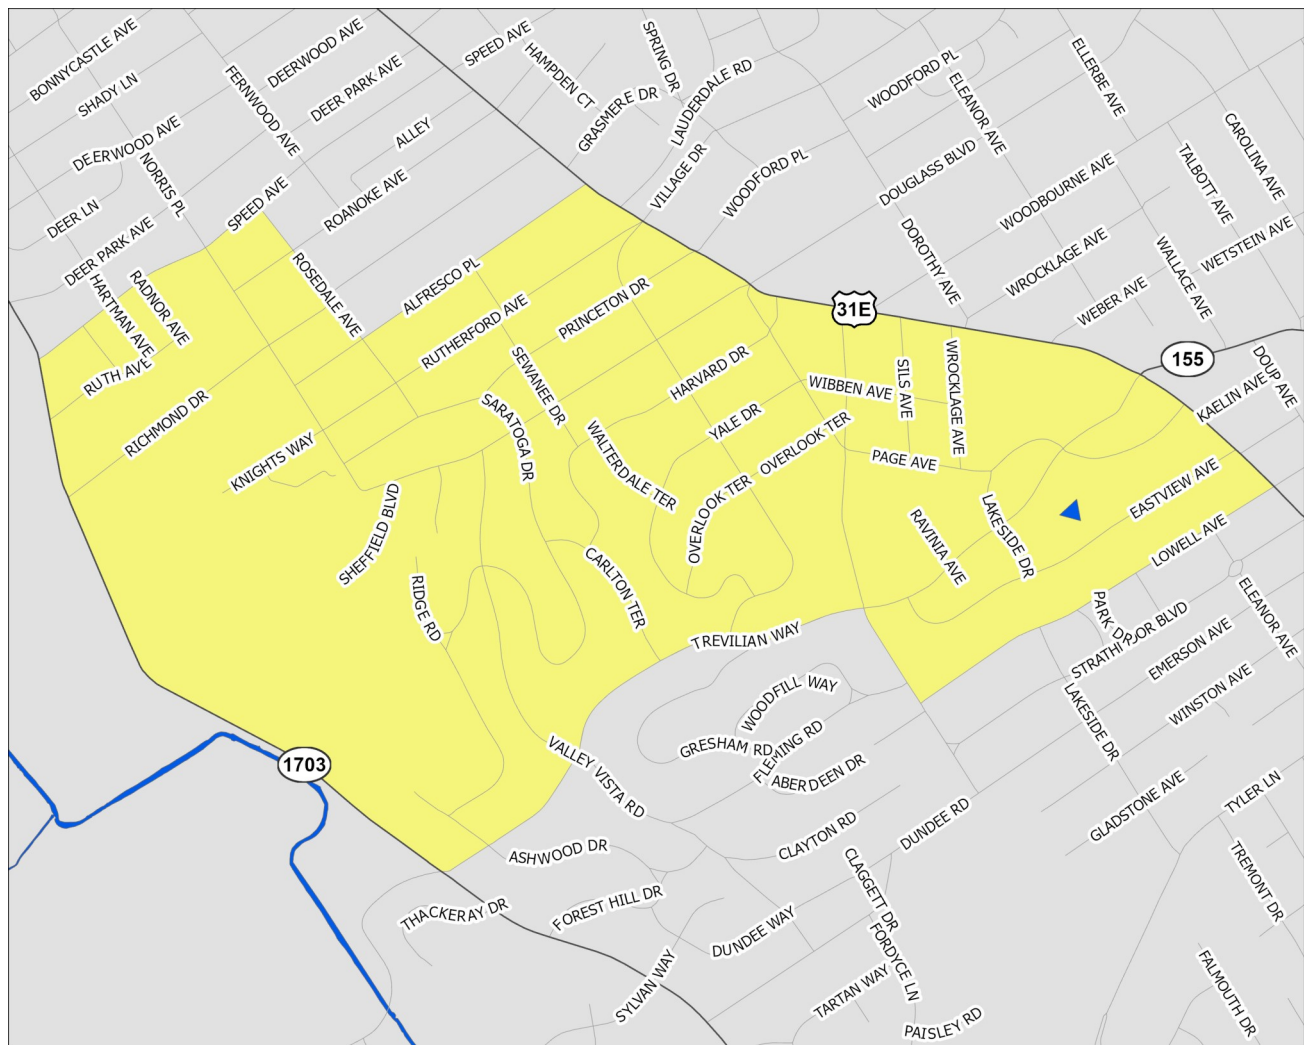 BONNYCASTLE AVE
SHADY LN
DEERWOOD AVE
DEERWOOD AVE
DEER PARK AVE
FERNWOOD AVE
SPEED AVE
HAMPDEN CT
SPRING DR
GRASMERE DR
LAUDERDALE RD
WOODFORD PL
ELEANOR AVE
ELLERBE AVE
CAROLINA AVE
TALBOTT AVE
ALLEY
NORRIS PL
DEER LN
DEER PARK AVE
SPEED AVE
ROANOKE AVE
VILLAGE DR
WOODFORD PL
DOUGLASS BLVD
WOODBOURNE AVE
DOROTHY AVE
WROCKLAGE AVE
WETSTEIN AVE
WALLACE AVE
WEBER AVE
HARTMAN AVE
RADNOR AVE
ROSEDALE AVE
ALFRESCO PL
RUTHERFORD AVE
PRINCETON DR
31E
155
DOUP AVE
KAELIN AVE
RUTH AVE
RICHMOND DR
KNIGHTS WAY
SARATOGA DR
SEWANEE DR
HARVARD DR
WIBBEN AVE
SILS AVE
WROCKLAGE AVE
YALE DR
OVERLOOK TER
PAGE AVE
WALTERDALE TER
OVERLOOK TER
EASTVIEW AVE
LOWELL AVE
SHEFFIELD BLVD
RIDGE RD
CARLTON TER
RAVINIA AVE
LAKESIDE DR
TREVILIAN WAY
PARK DR
ELEANOR AVE
EMERSON AVE
WINSTON AVE
LAKESIDE DR
WOODFILL WAY
GRESHAM RD
FLEMING RD
ABERDEEN DR
VALLEY VISTA RD
1703
ASHWOOD DR
CLAYTON RD
DUNDEE RD
GLADSTONE AVE
TYLER LN
TREMONT DR
CLAGGETT DR
THACKERAY DR
FOREST HILL DR
DUNDEE WAY
FORDYCE LN
TARTAN WAY
SYLVAN WAY
PAISLEY RD
FALMOUTH DR